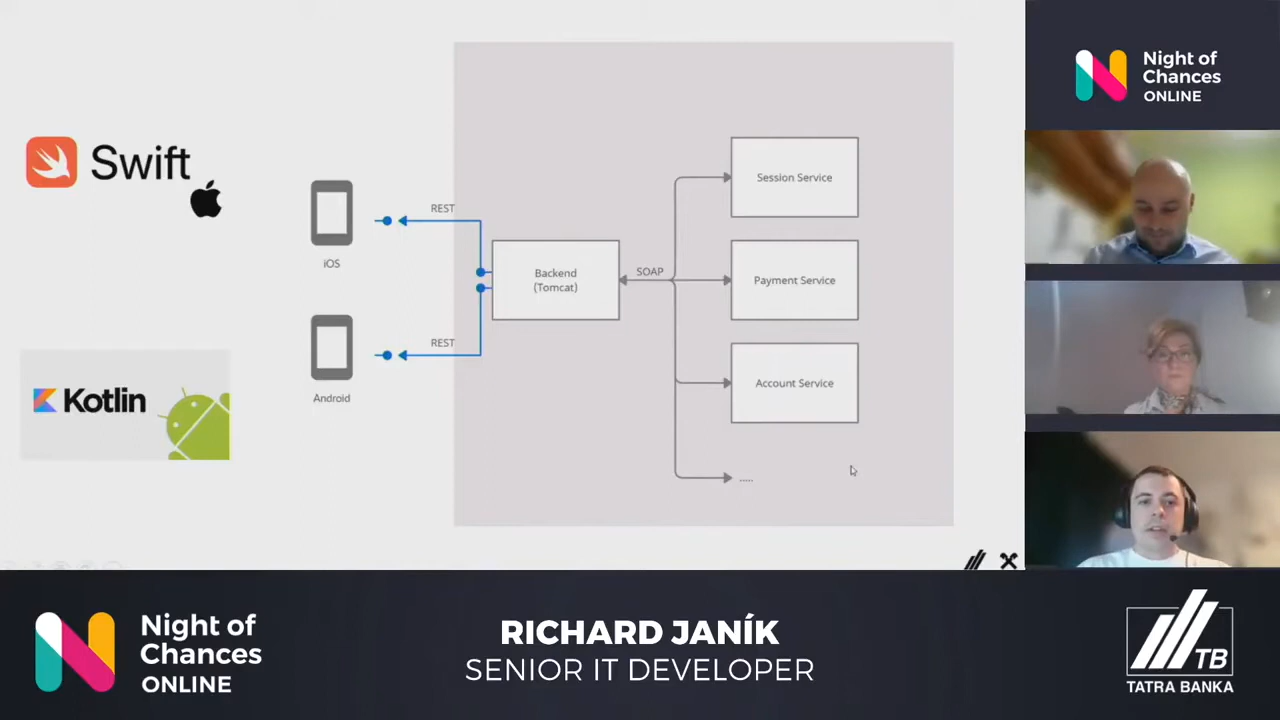 Swift
iOS
REST
Backend
(Tomcat)
SOAP
Session Service
Payment Service
Account Service
.....
REST
Android
Kotlin
Night of
Chances
ONLINE
Night of
Chances
ONLINE
RICHARD JANÍK
SENIOR IT DEVELOPER
TB
TATRA BANKA